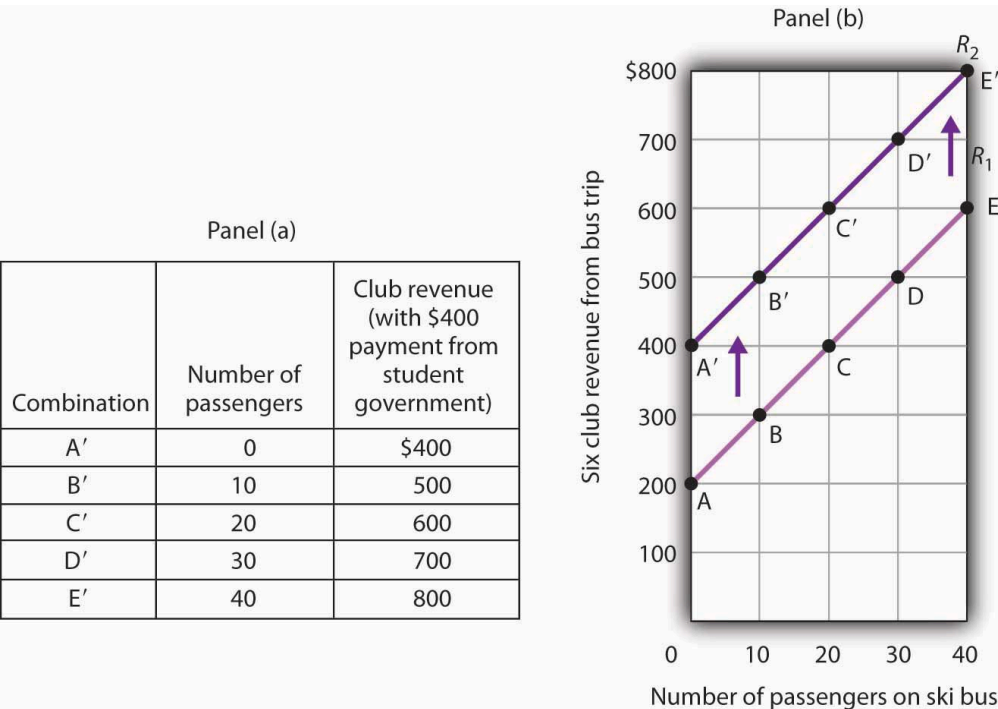 Panel (a)
Club revenue
(with $400
payment from
student
government)
Number of
passengers
Combination
A′ 0 $400
B′ 10 500
C′ 20 600
D′ 30 700
E′ 40 800
Panel (b)
R2
$800
E′
700
D′
R1
600
E
C′
500
B′
D
400
A′
C
300
B
200
A
100
0 10 20 30 40
Six club revenue from bus trip
Number of passengers on ski bus